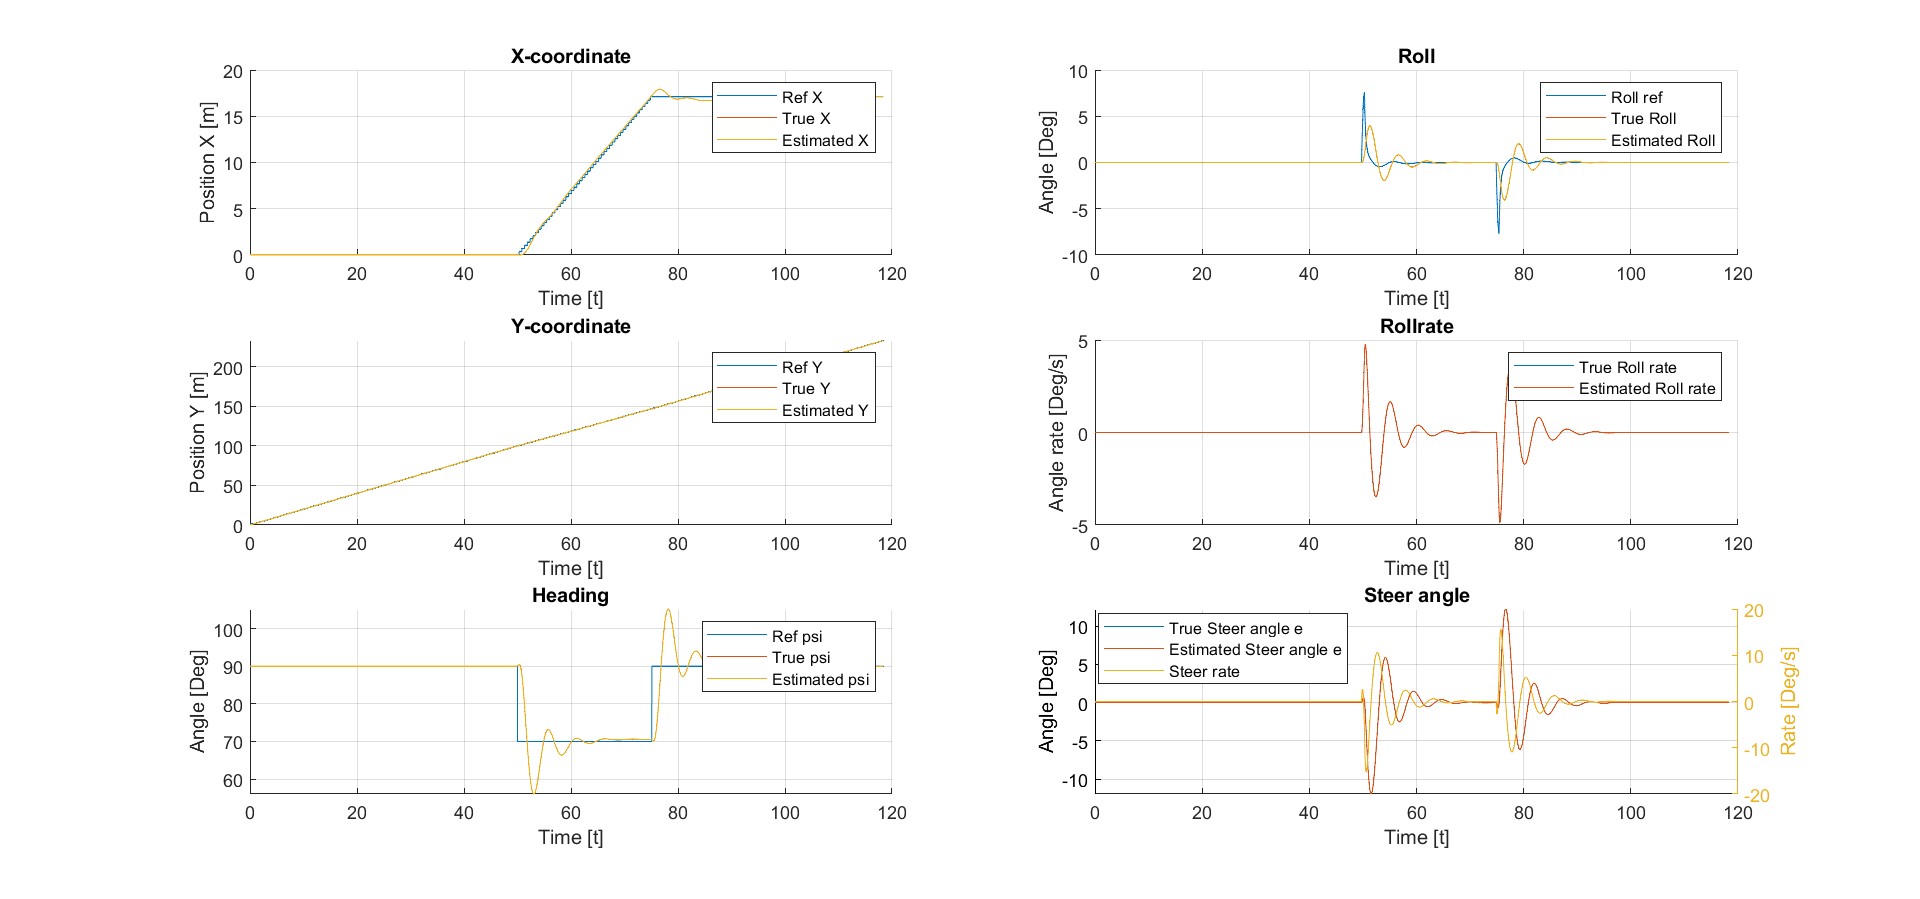 X-coordinate
20
15
10
5
0
Position X [m]
Ref X
True X
Estimated X
0 20 40 60 80 100 120
Time [t]
Roll
10
5
0
-5
-10
Angle [Deg]
Roll ref
True Roll
Estimated Roll
0 20 40 60 80 100 120
Time [t]
Y-coordinate
200
150
100
50
0
Position Y [m]
Ref Y
True Y
Estimated Y
0 20 40 60 80 100 120
Time [t]
Rollrate
5
0
-5
Angle rate [Deg/s]
True Roll rate
Estimated Roll rate
0 20 40 60 80 100 120
Time [t]
Heading
100
90
80
70
60
Angle [Deg]
Ref psi
True psi
Estimated psi
0 20 40 60 80 100 120
Time [t]
Steer angle
10
5
0
-5
-10
Angle [Deg]
True Steer angle e
Estimated Steer angle e
Steer rate
20
10
0
-10
-20
Rate [Deg/s]
0 20 40 60 80 100 120
Time [t]